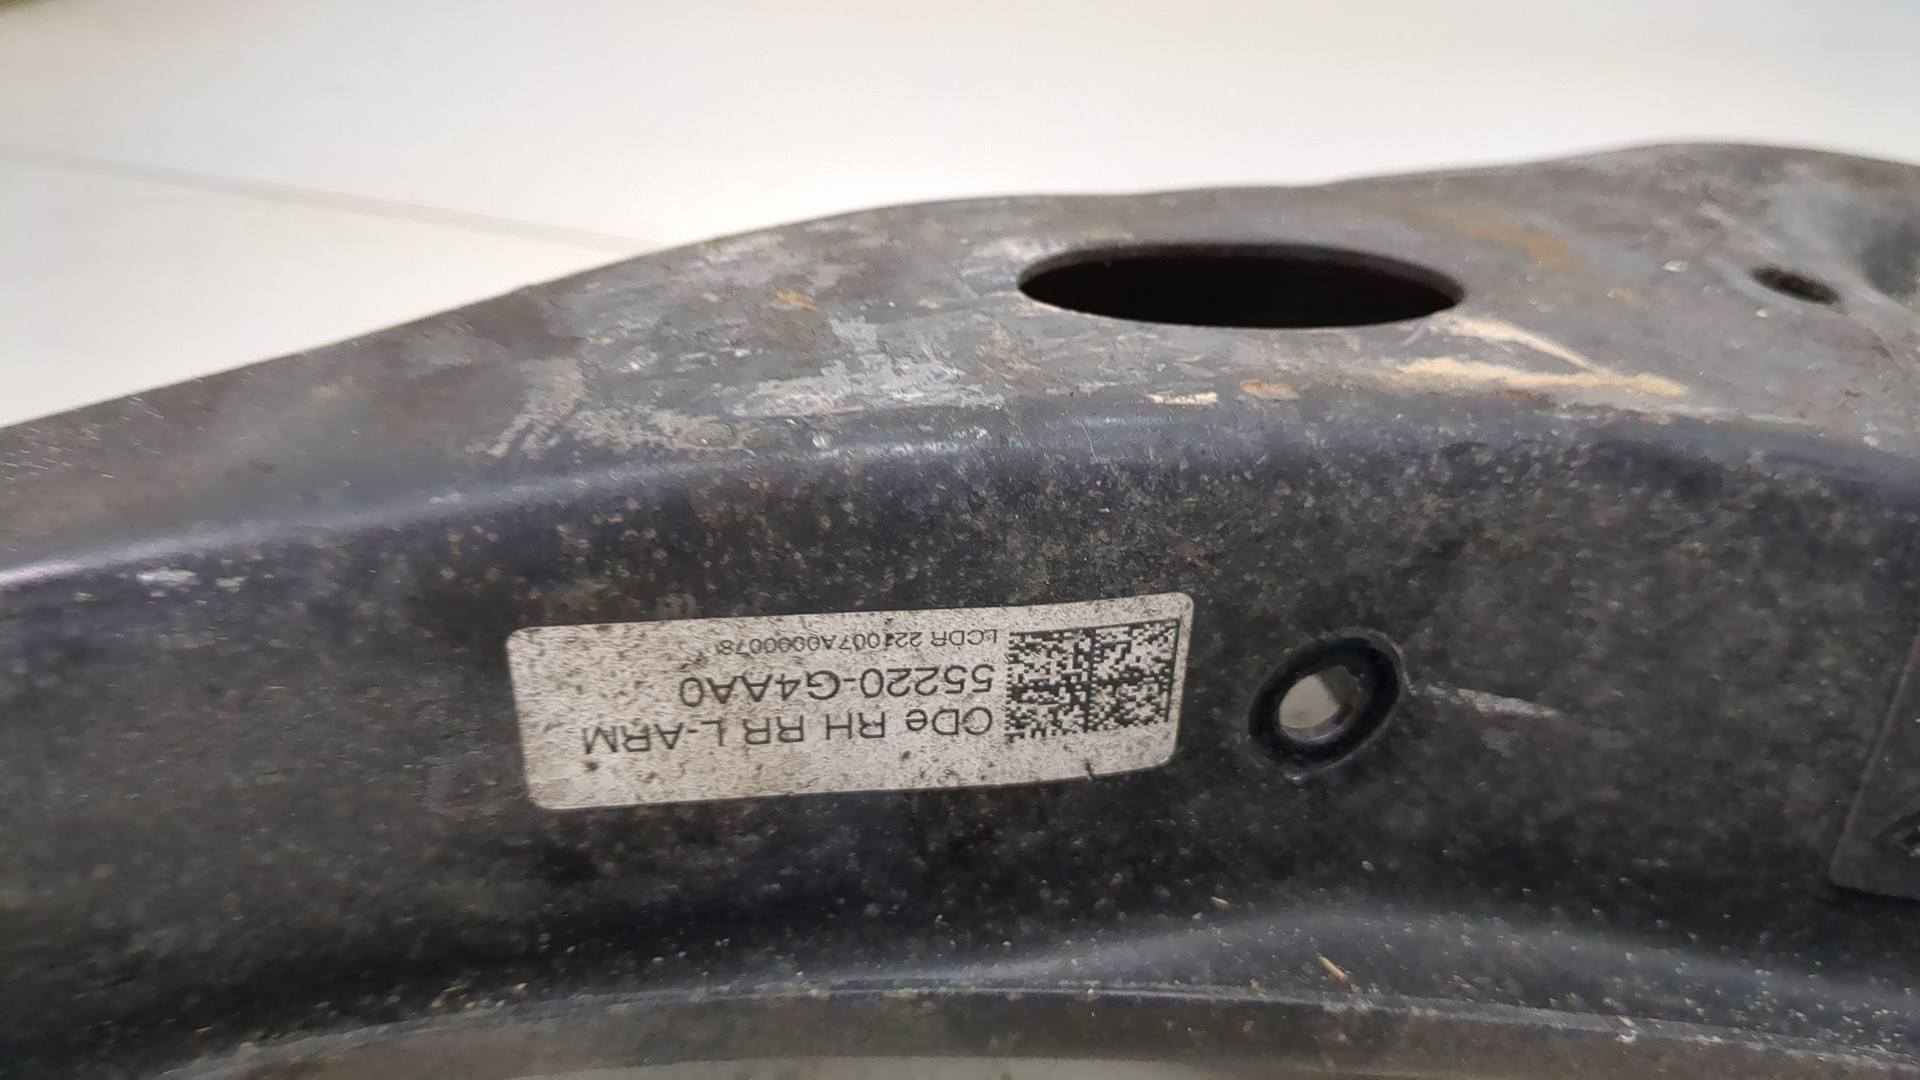 CDe RH RR L-ARM
55220-G4AA0
LCDR 221007A0000078